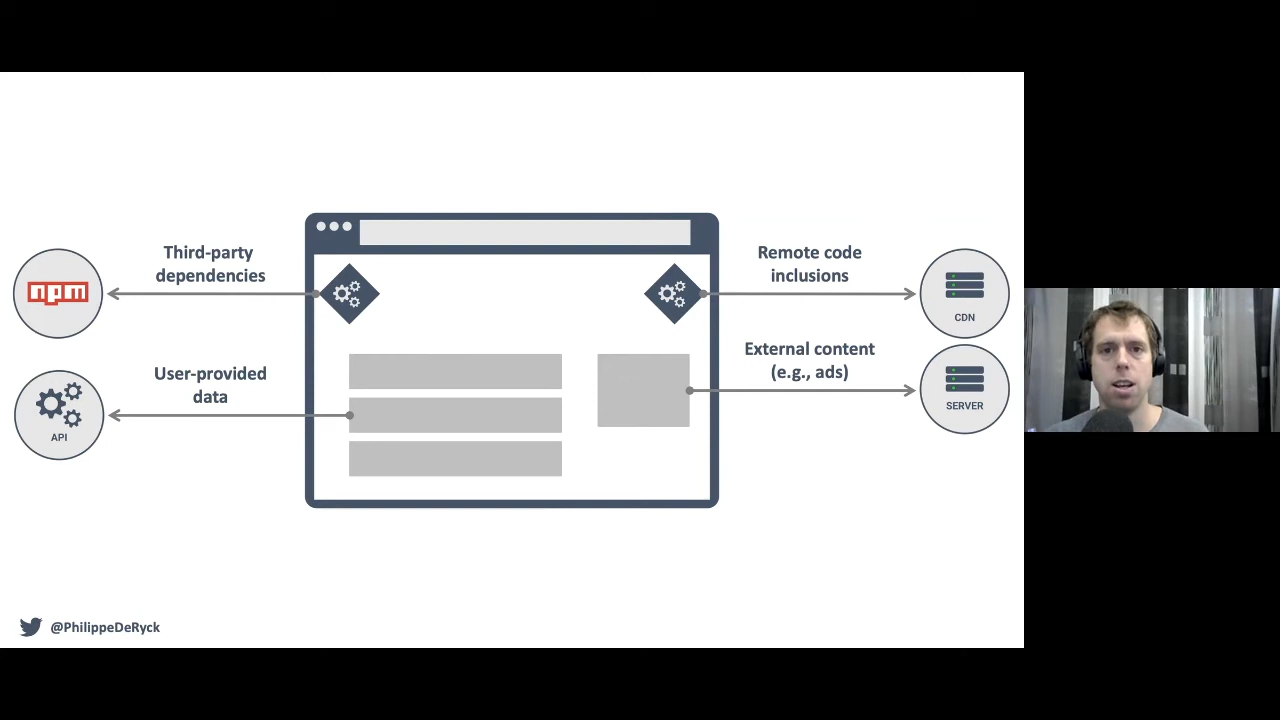 Third-party
dependencies
npm
User-provided
data
API
Remote code
inclusions
CDN
External content
(e.g., ads)
SERVER
@PhilippeDeRyck